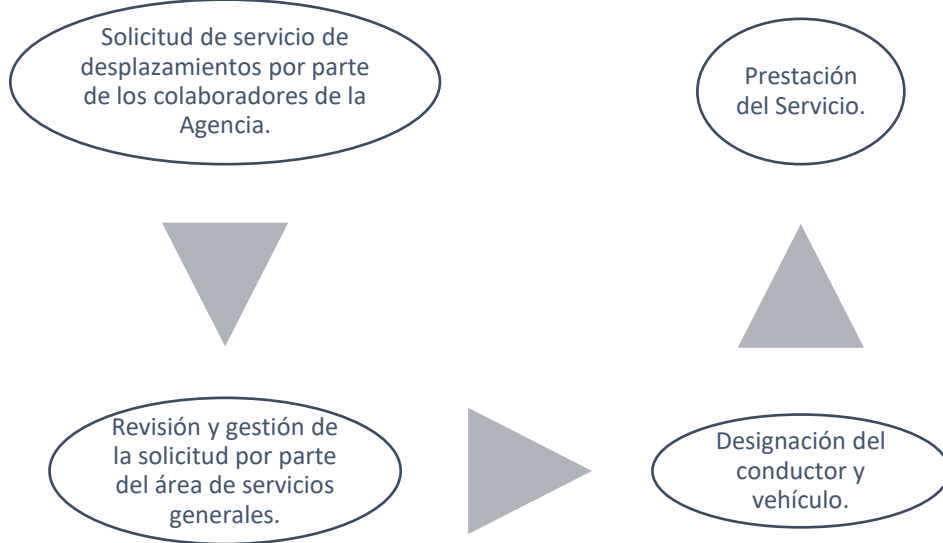 Solicitud de servicio de
desplazamientos por parte
de los colaboradores de la
Agencia.
Revisión y gestión de
la solicitud por parte
del área de servicios
generales.
Designación del
conductor y
vehículo.
Prestación
del Servicio.